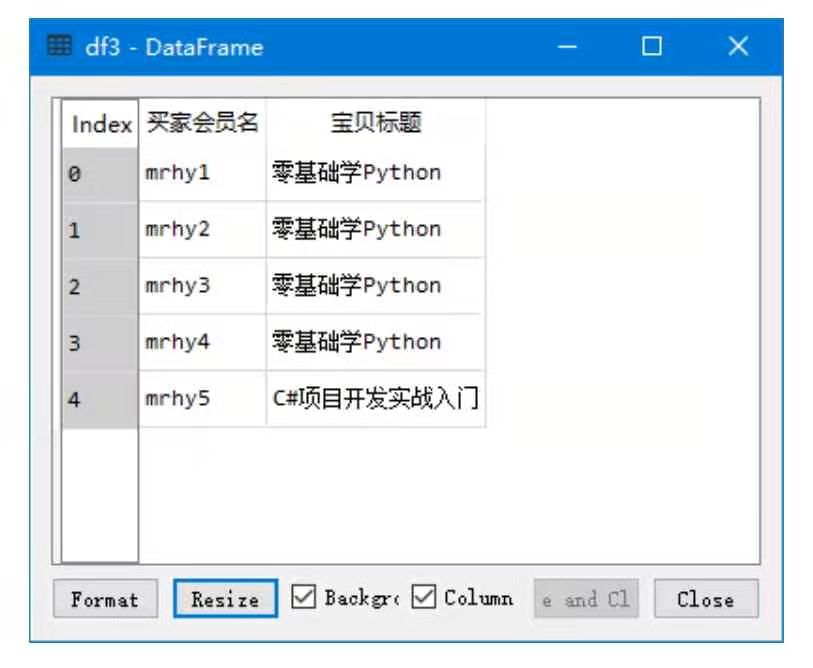 df3 - DataFrame
Index 买家会员名 宝贝标题
0 mrhy1 零基础学Python
1 mrhy2 零基础学Python
2 mrhy3 零基础学Python
3 mrhy4 零基础学Python
4 mrhy5 C#项目开发实战入门
Format Resize Backgr Column e and Cl Close